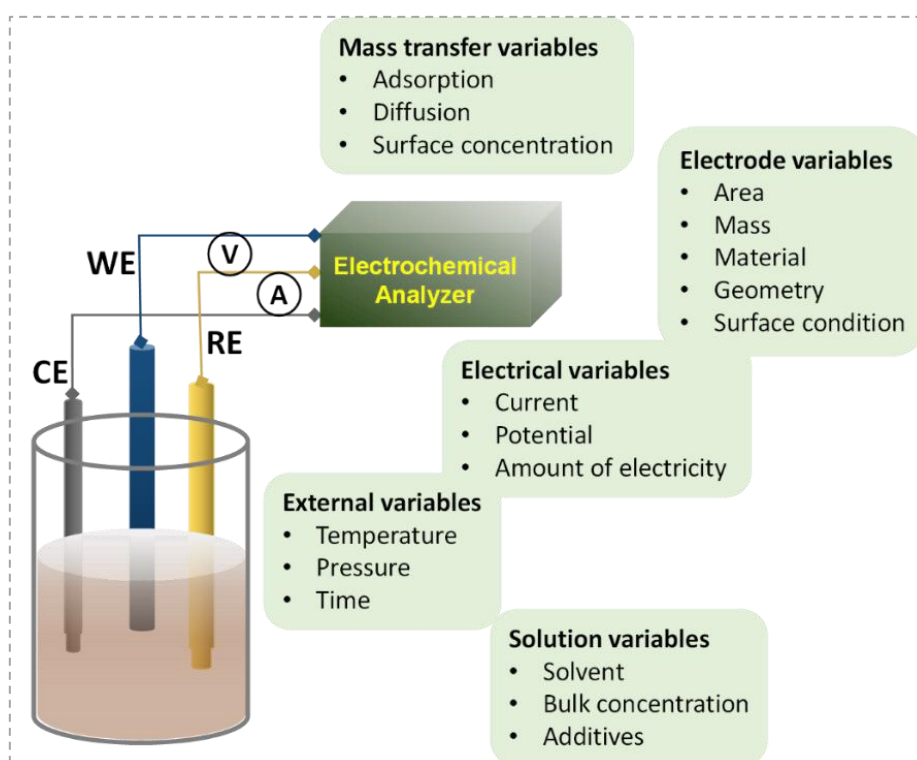 Mass transfer variables
• Adsorption
• Diffusion
• Surface concentration
Electrode variables
• Area
• Mass
• Material
• Geometry
• Surface condition
WE
V
A
Electrochemical
Analyzer
RE
CE
Electrical variables
• Current
• Potential
• Amount of electricity
External variables
• Temperature
• Pressure
• Time
Solution variables
• Solvent
• Bulk concentration
• Additives